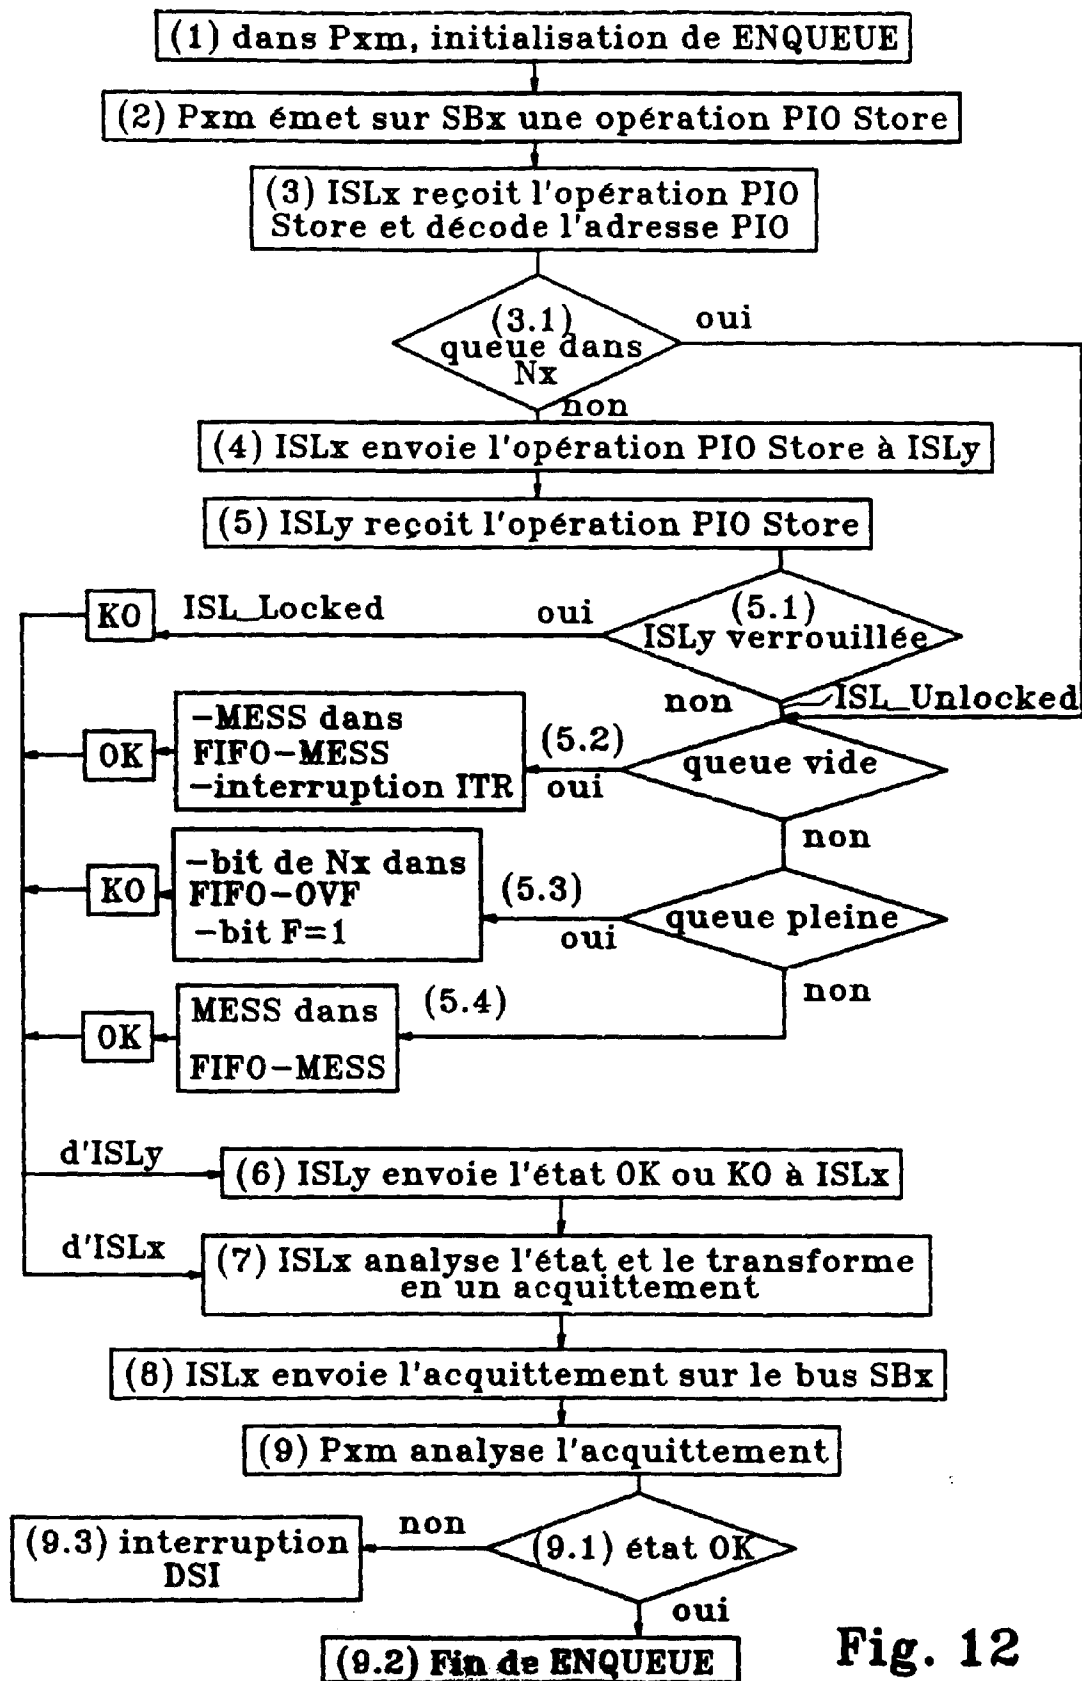 (1) dans Pxm, initialisation de ENQUEUE
(2) Pxm émet sur SBx une opération PIO Store
(3) ISLx reçoit l'opération PIO
Store et décode l'adresse PIO
(3.1)
queue dans
Nx
oui
non
(4) ISLx envoie l'opération PIO Store à ISLy
(5) ISLy reçoit l'opération PIO Store
(5.1)
ISLy verrouillée
oui
ISL_Locked
KO
non
ISL_Unlocked
queue vide
(5.2)
oui
-MESS dans
FIFO-MESS
-interruption ITR
OK
non
queue pleine
(5.3)
oui
-bit de Nx dans
FIFO-OVF
-bit F=1
KO
non
(5.4)
MESS dans
FIFO-MESS
OK
d'ISLy
(6) ISLy envoie l'état OK ou KO à ISLx
d'ISLx
(7) ISLx analyse l'état et le transforme
en un acquittement
(8) ISLx envoie l'acquittement sur le bus SBx
(9) Pxm analyse l'acquittement
(9.1) état OK
non
(9.3) interruption
DSI
oui
(9.2) Fin de ENQUEUE
Fig. 12